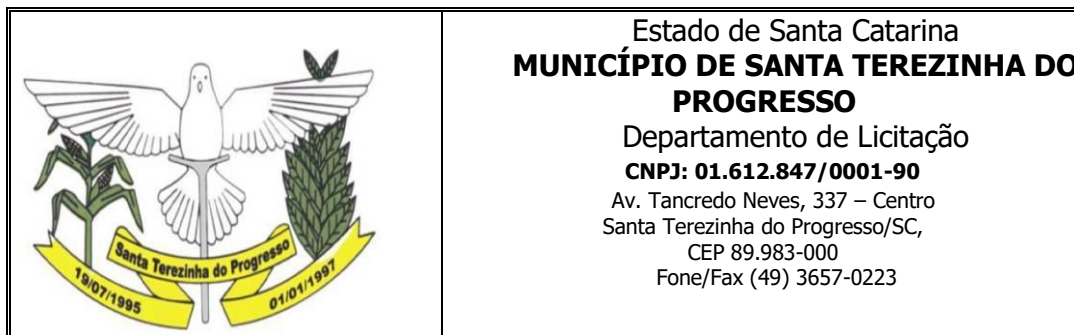 Santa Terezinha do Progresso
19/07/1995
01/01/1997
Estado de Santa Catarina
MUNICÍPIO DE SANTA TEREZINHA DO
PROGRESSO
Departamento de Licitação
CNPJ: 01.612.847/0001-90
Av. Tancredo Neves, 337 – Centro
Santa Terezinha do Progresso/SC,
CEP 89.983-000
Fone/Fax (49) 3657-0223